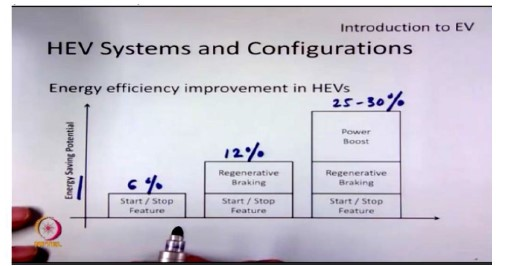 Introduction to EV
HEV Systems and Configurations
Energy efficiency improvement in HEVs
25-30%
Power
Boost
12%
Regenerative
Braking
Regenerative
Braking
6%
Start / Stop
Feature
Start / Stop
Feature
Start / Stop
Feature
Energy Saving Potential
NPTEL